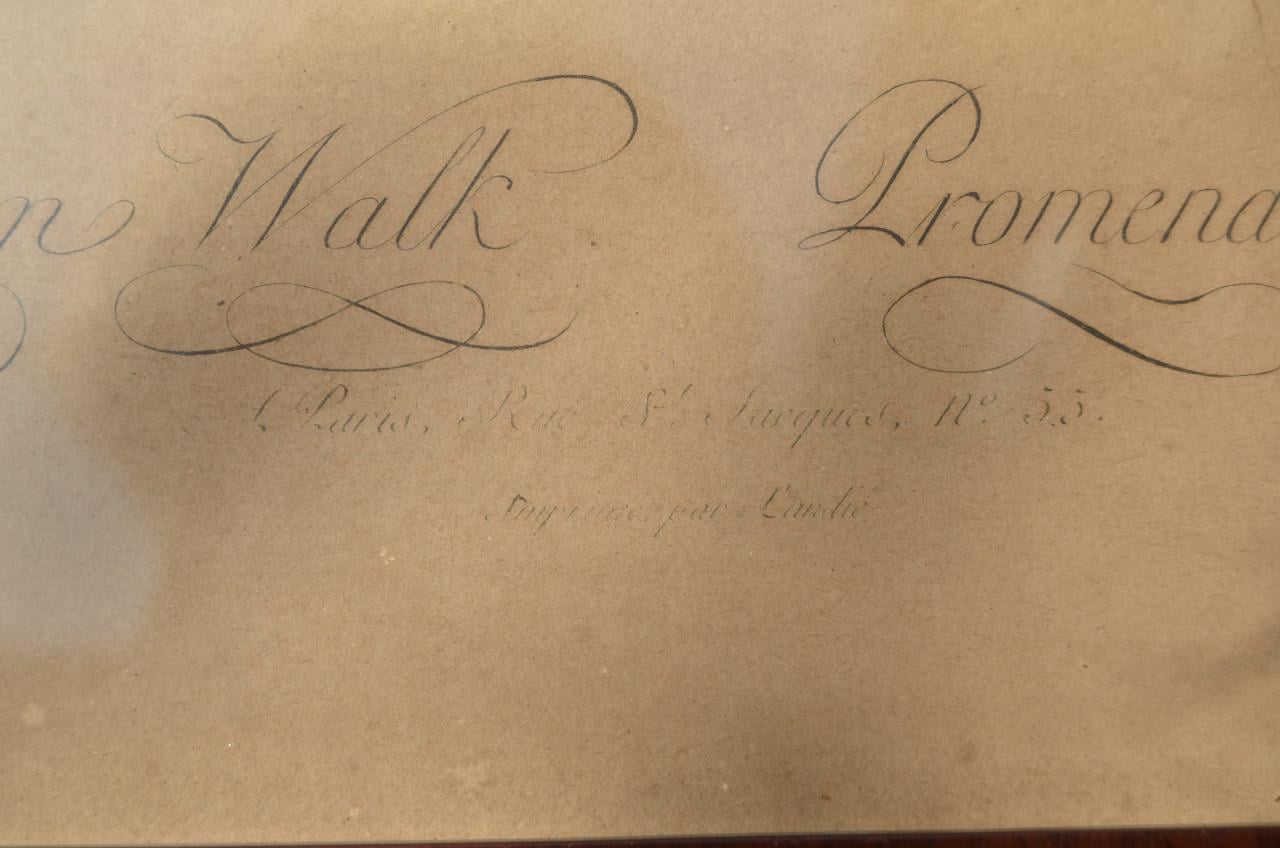 n Walk Promena
A Paris, Rue St. Jacques, No. 55.
Imprimé par